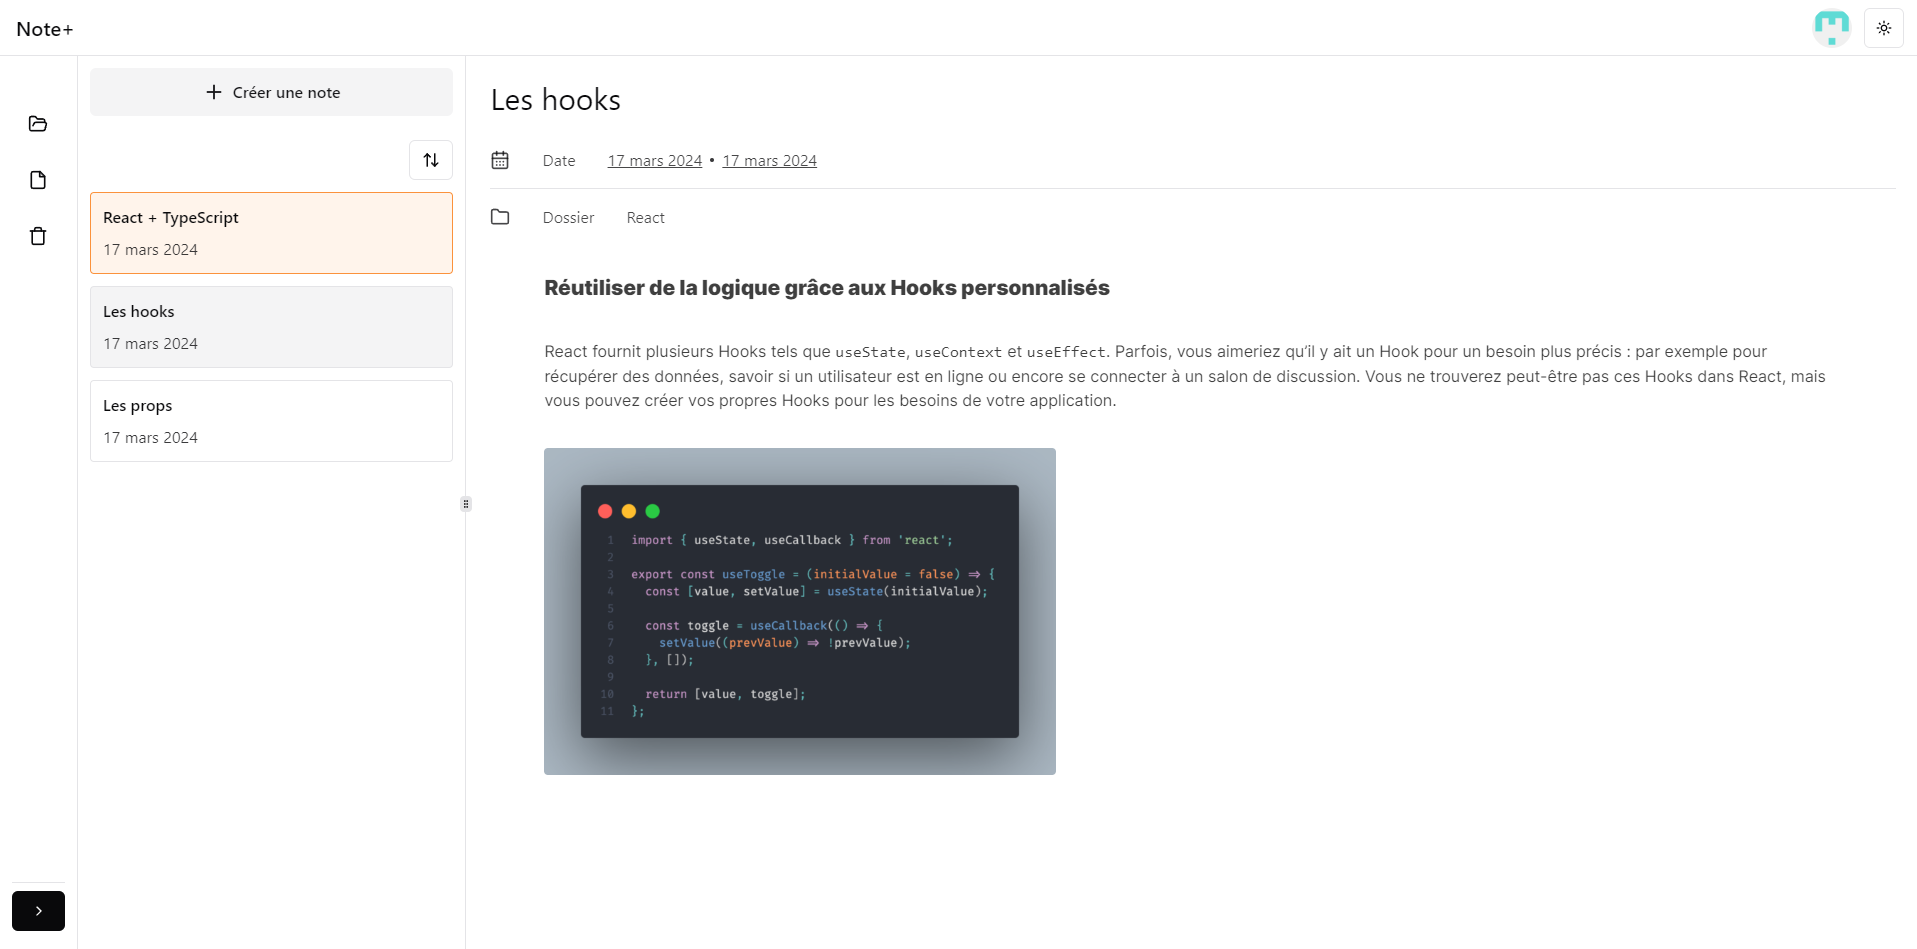 Note+
Créer une note
React + TypeScript
17 mars 2024
Les hooks
17 mars 2024
Les props
17 mars 2024
Les hooks
Date 17 mars 2024 • 17 mars 2024
Dossier React
Réutiliser de la logique grâce aux Hooks personnalisés
React fournit plusieurs Hooks tels que useState, useContext et useEffect. Parfois, vous aimeriez qu’il y ait un Hook pour un besoin plus précis : par exemple pour
récupérer des données, savoir si un utilisateur est en ligne ou encore se connecter à un salon de discussion. Vous ne trouverez peut-être pas ces Hooks dans React, mais
vous pouvez créer vos propres Hooks pour les besoins de votre application.
1 import { useState, useCallback } from 'react';
2
3 export const useToggle = (initialValue = false) => {
4 const [value, setValue] = useState(initialValue);
5
6 const toggle = useCallback(() => {
7 setValue((prevValue) => !prevValue);
8 }, []);
9
10 return [value, toggle];
11 };